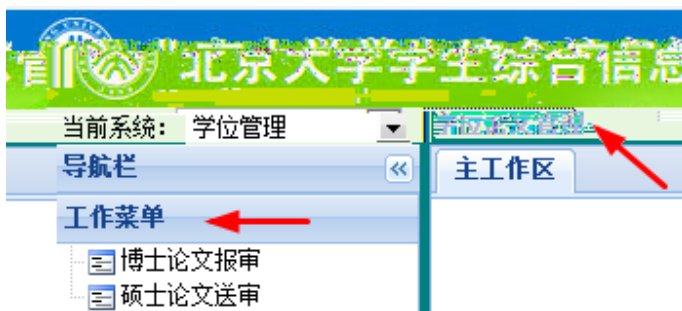 北京大学学生综合信息
当前系统： 学位管理
导航栏
主工作区
工作菜单
博士论文报审
硕士论文送审